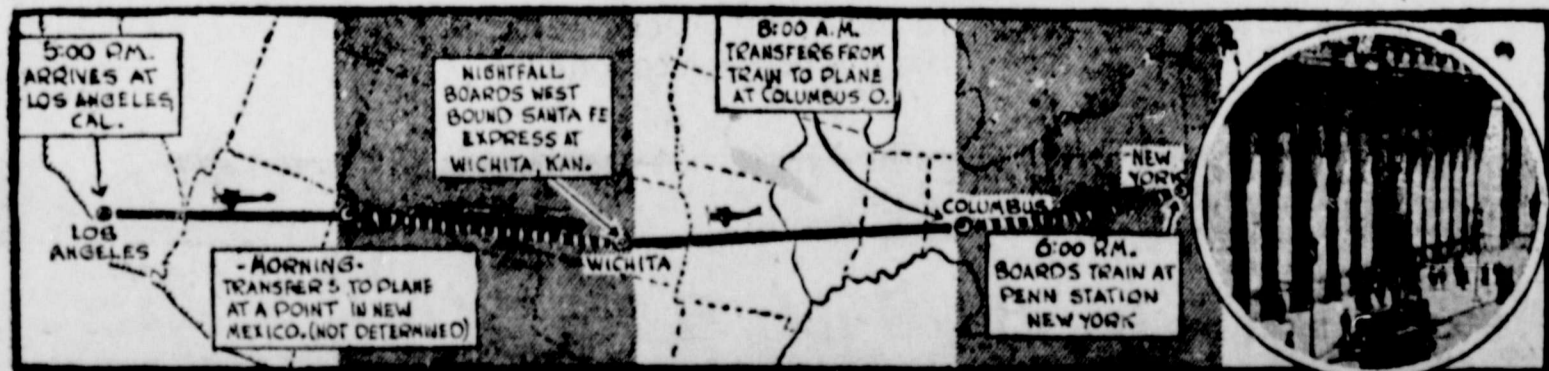 5:00 P.M.
ARRIVES AT
LOS ANGELES,
CAL.
LOS
ANGELES
-MORNING-
TRANSFERS TO PLANE
AT A POINT IN NEW
MEXICO. (NOT DETERMINED)
NIGHTFALL
BOARDS WEST
BOUND SANTA FE
EXPRESS AT
WICHITA, KAN.
WICHITA
8:00 A.M.
TRANSFERS FROM
TRAIN TO PLANE
AT COLUMBUS O.
COLUMBUS
6:00 P.M.
BOARDS TRAIN AT
PENN STATION
NEW YORK
NEW
YORK